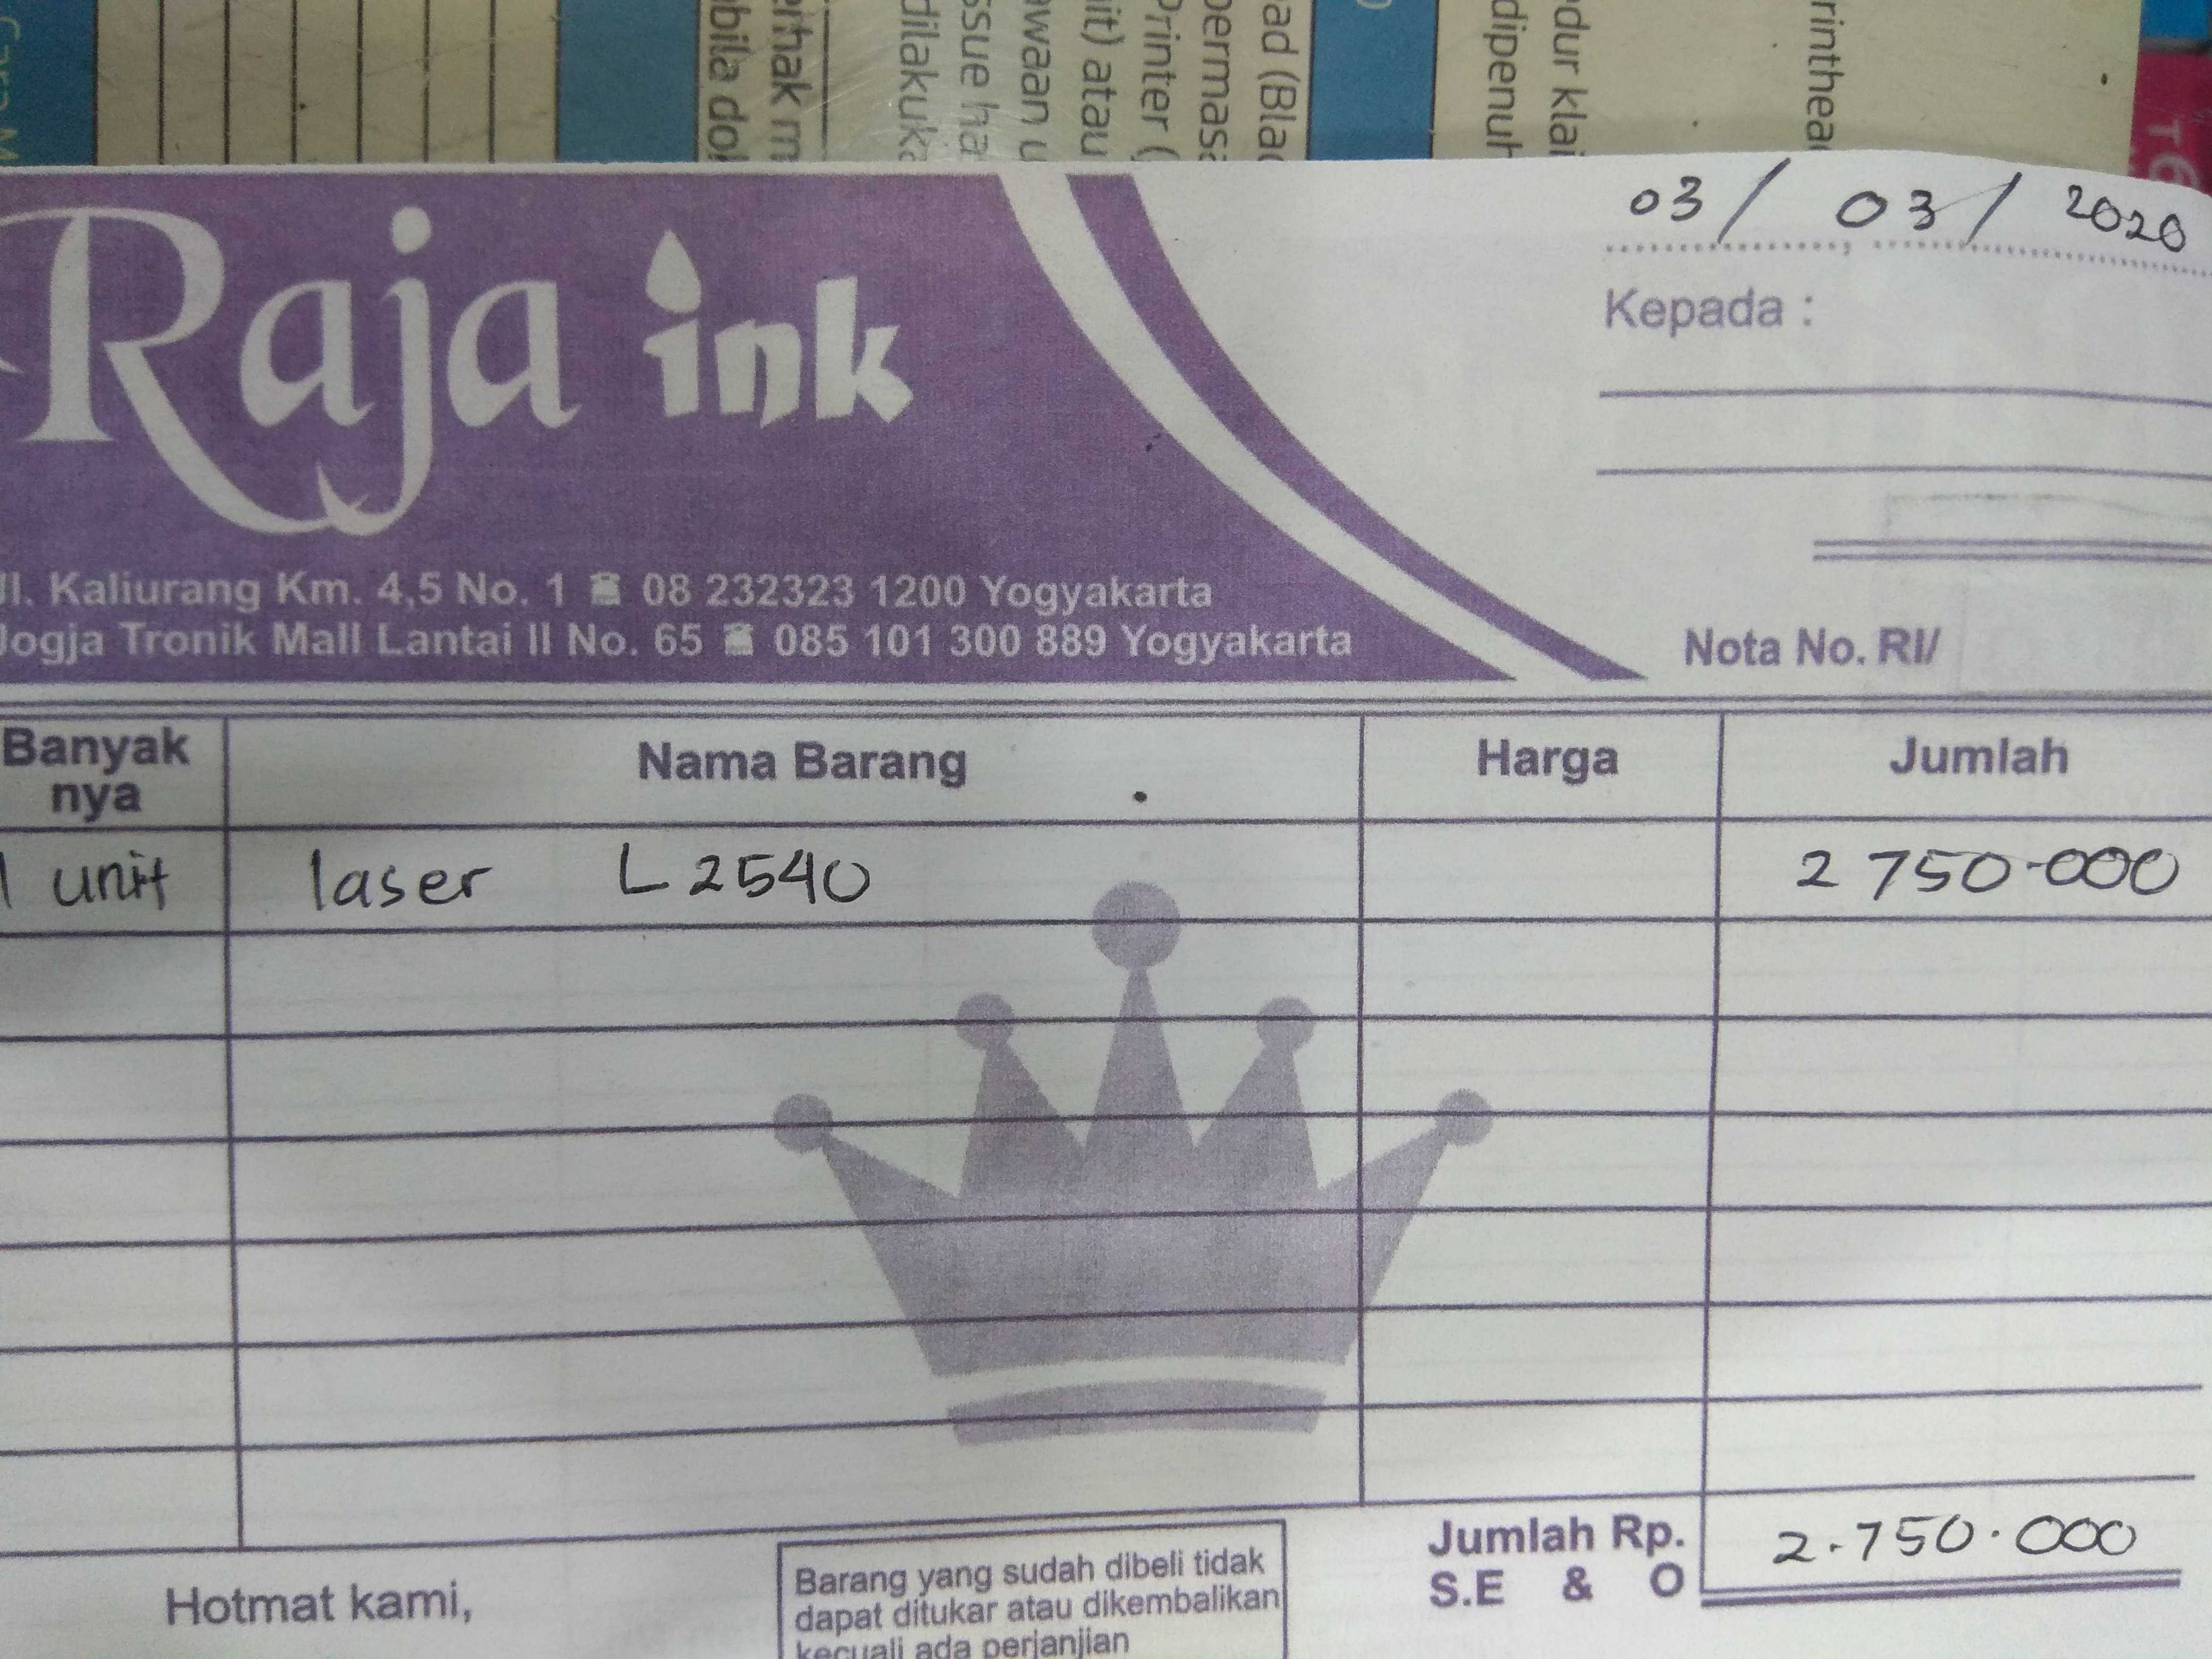 03 / 03 / 2020
Raja ink
Kepada :
Jl. Kaliurang Km. 4,5 No. 1 ☎ 08 232323 1200 Yogyakarta
Jogja Tronik Mall Lantai II No. 65 ☎ 085 101 300 889 Yogyakarta
Nota No. RI/
Banyak nya Nama Barang Harga Jumlah
1 unit laser L2540 2 750.000
Jumlah Rp. 2.750.000
S.E & O
Hotmat kami,
Barang yang sudah dibeli tidak
dapat ditukar atau dikembalikan
kecuali ada perjanjian